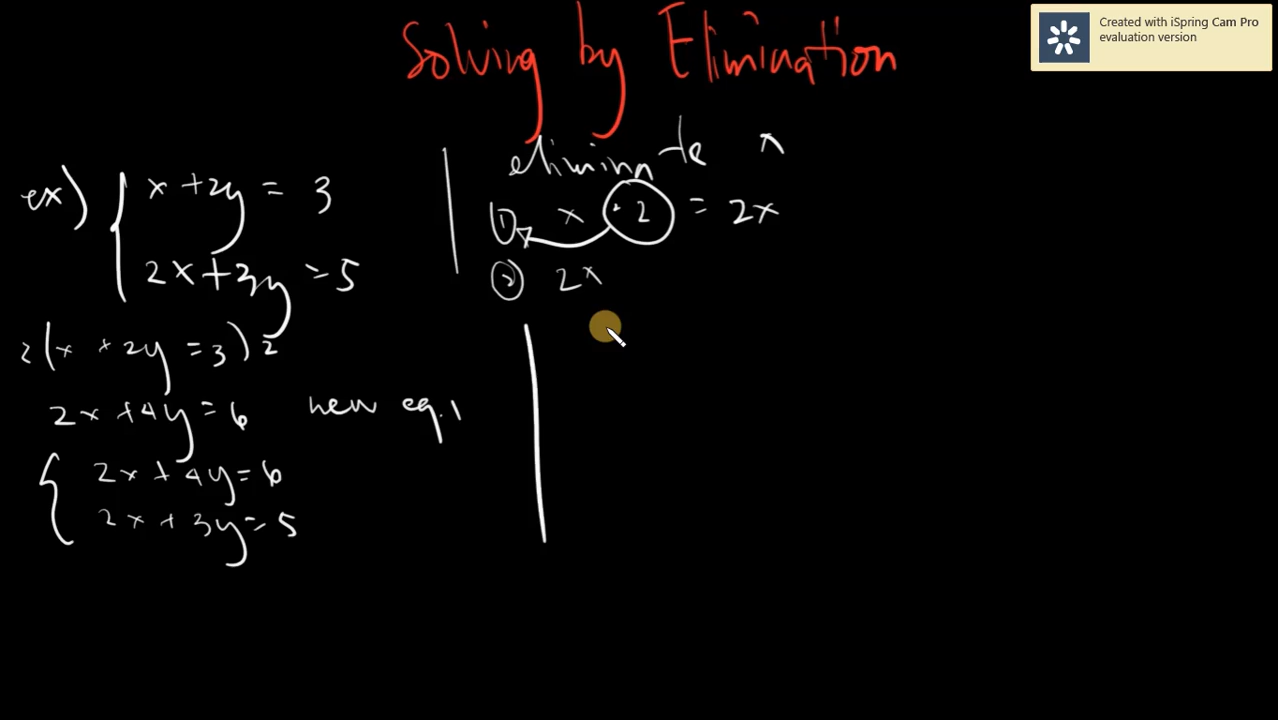 Created with iSpring Cam Pro
evaluation version
Solving by Elimination
ex) x + 2y = 3
2x + 3y = 5
2(x + 2y = 3)2
2x + 4y = 6 new eq. 1
2x + 4y = 6
2x + 3y = 5
eliminate x
① x · 2 = 2x
② 2x